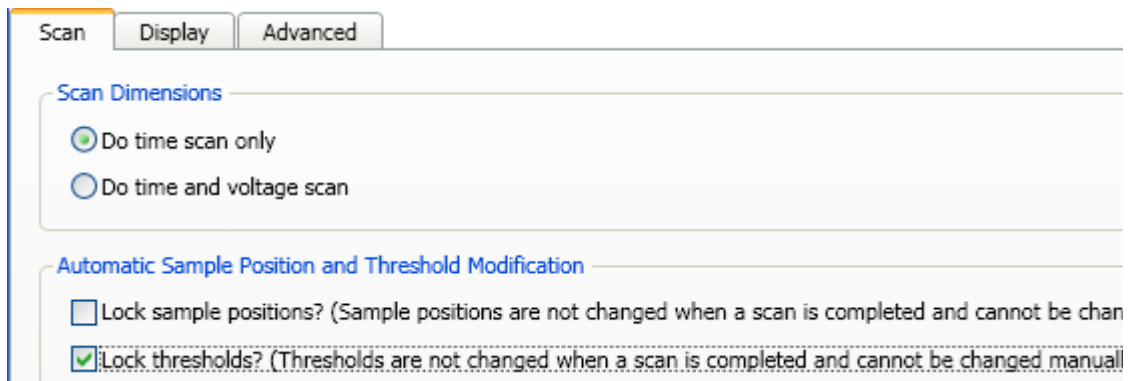 Scan Display Advanced
Scan Dimensions
Do time scan only
Do time and voltage scan
Automatic Sample Position and Threshold Modification
Lock sample positions? (Sample positions are not changed when a scan is completed and cannot be chan
Lock thresholds? (Thresholds are not changed when a scan is completed and cannot be changed manuall